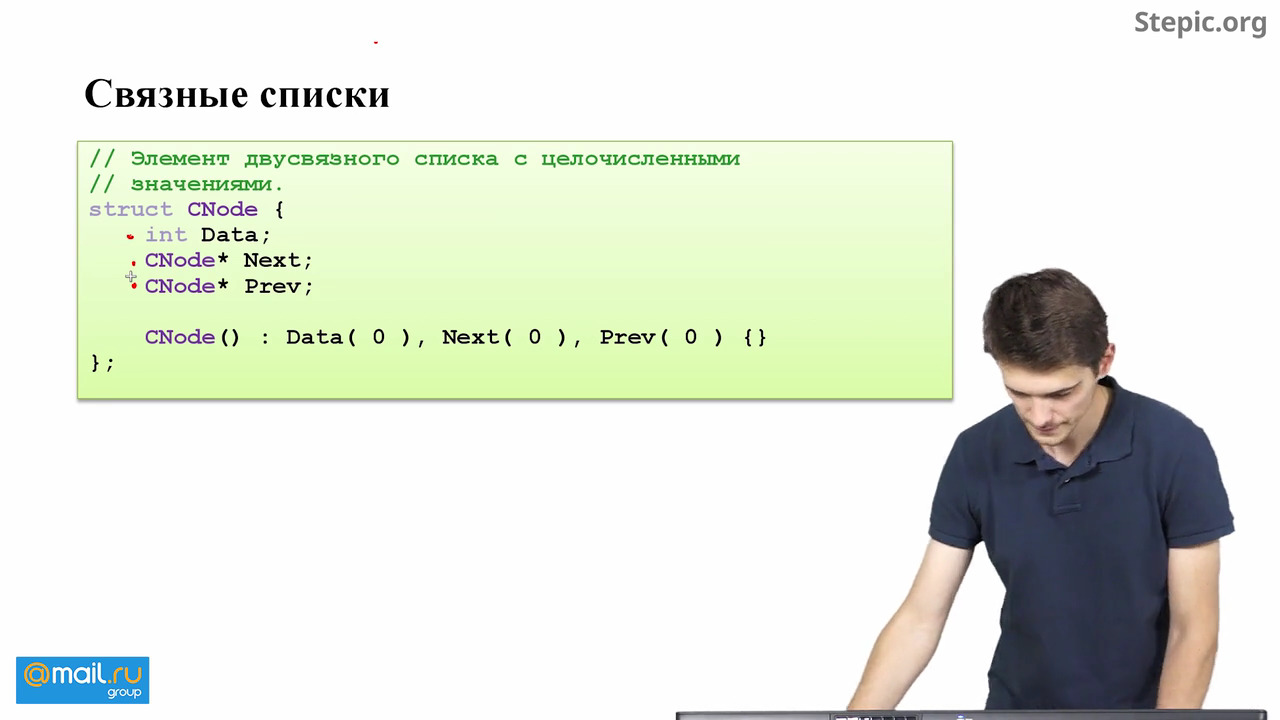 Stepic.org
Связные списки
// Элемент двусвязного списка с целочисленными
// значениями.
struct CNode {
    int Data;
    CNode* Next;
    CNode* Prev;
    CNode() : Data( 0 ), Next( 0 ), Prev( 0 ) {}
};
@mail.ru
group